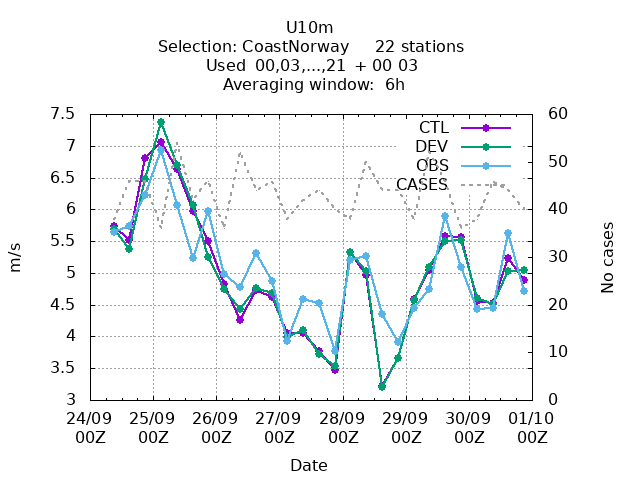 U10m
Selection: CoastNorway 22 stations
Used 00,03,...,21 + 00 03
Averaging window: 6h
7.5
7
6.5
6
5.5
5
4.5
4
3.5
3
m/s
60
50
40
30
20
10
0
No cases
CTL
DEV
OBS
CASES
24/09 25/09 26/09 27/09 28/09 29/09 30/09 01/10
00Z 00Z 00Z 00Z 00Z 00Z 00Z 00Z
Date